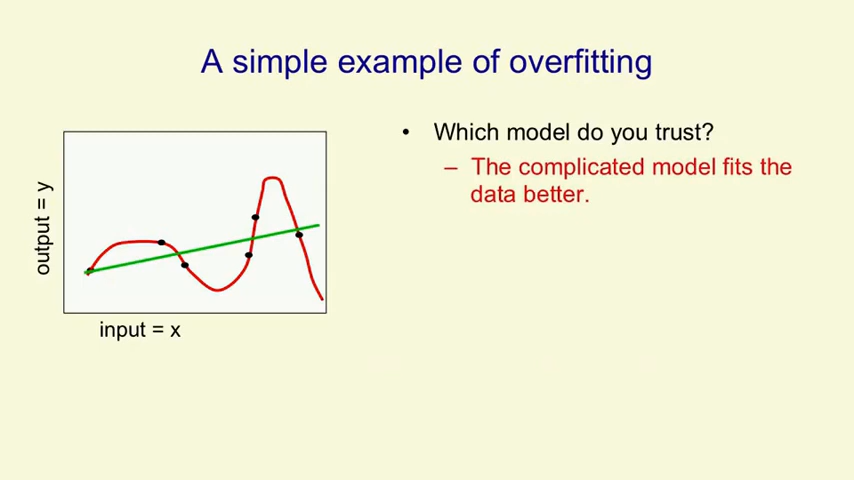 A simple example of overfitting
• Which model do you trust?
– The complicated model fits the
data better.
output = y
input = x